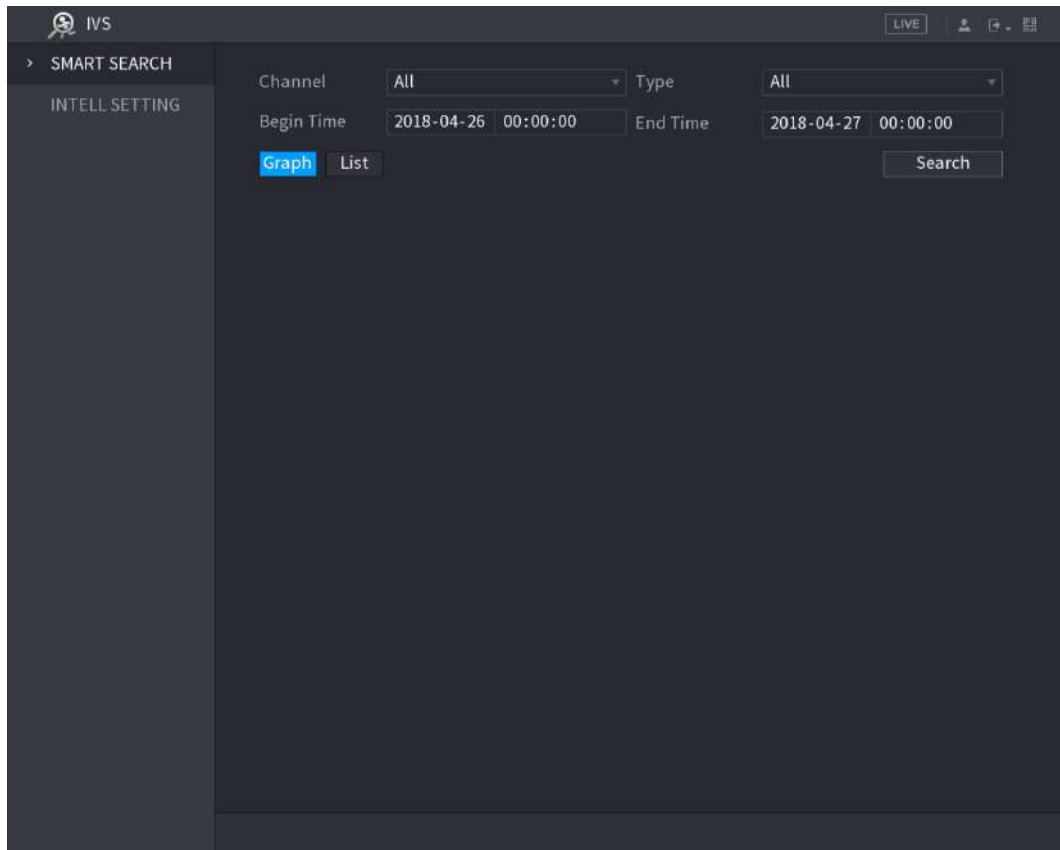 IVS
LIVE
SMART SEARCH
INTELL SETTING
Channel All Type All
Begin Time 2018-04-26 00:00:00 End Time 2018-04-27 00:00:00
Graph List Search